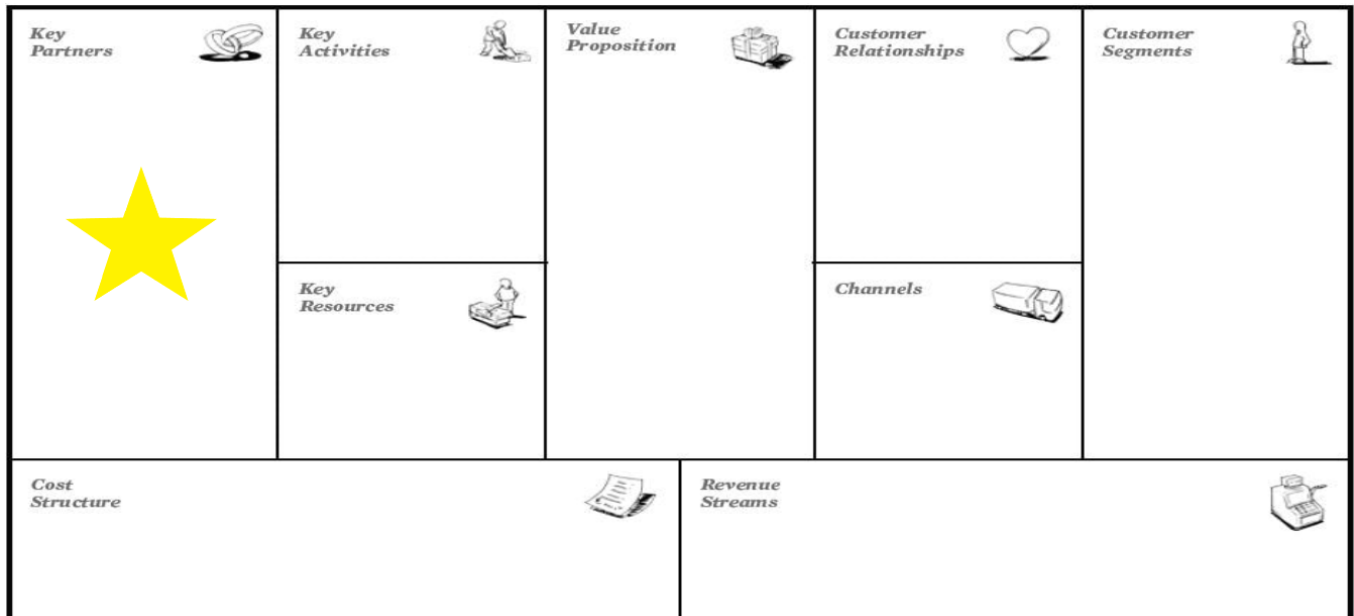 Key
Partners
Key
Activities
Value
Proposition
Customer
Relationships
Customer
Segments
Key
Resources
Channels
Cost
Structure
Revenue
Streams